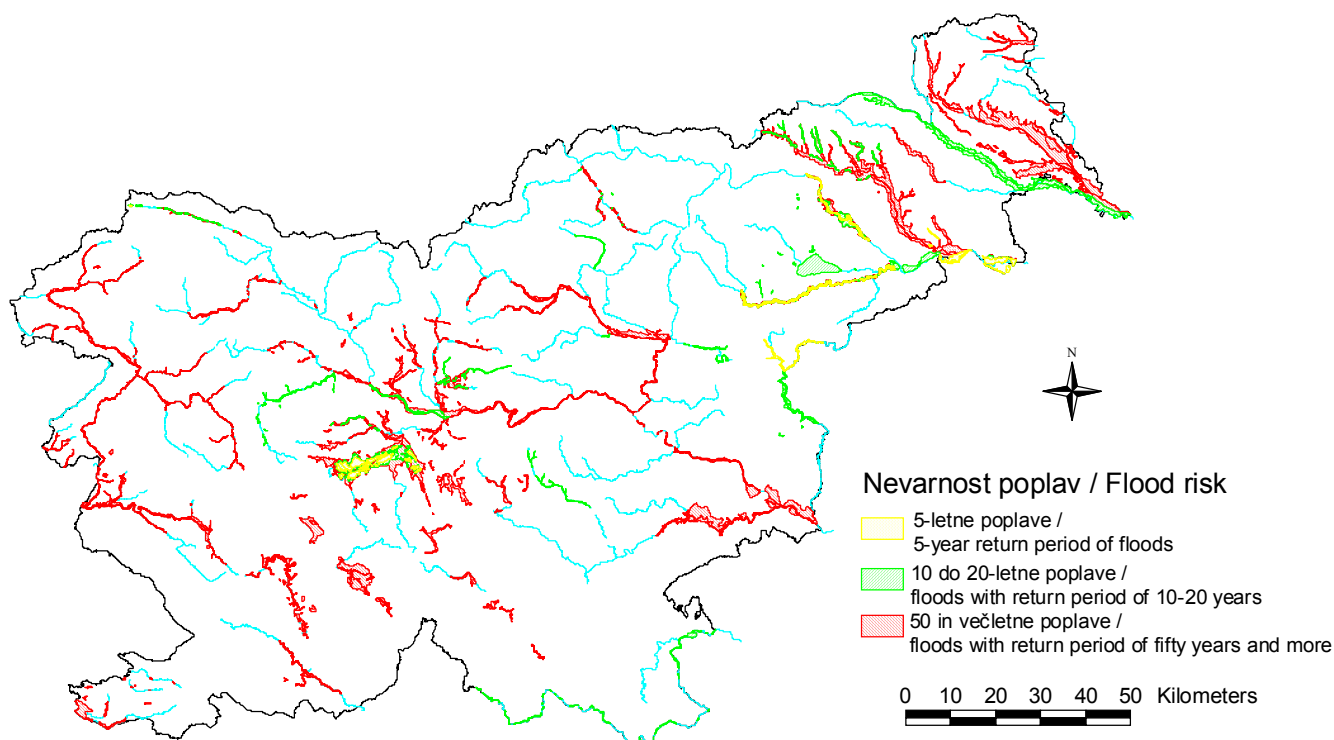 N
Nevarnost poplav / Flood risk
5-letne poplave /
5-year return period of floods
10 do 20-letne poplave /
floods with return period of 10-20 years
50 in večletne poplave /
floods with return period of fifty years and more
0 10 20 30 40 50 Kilometers